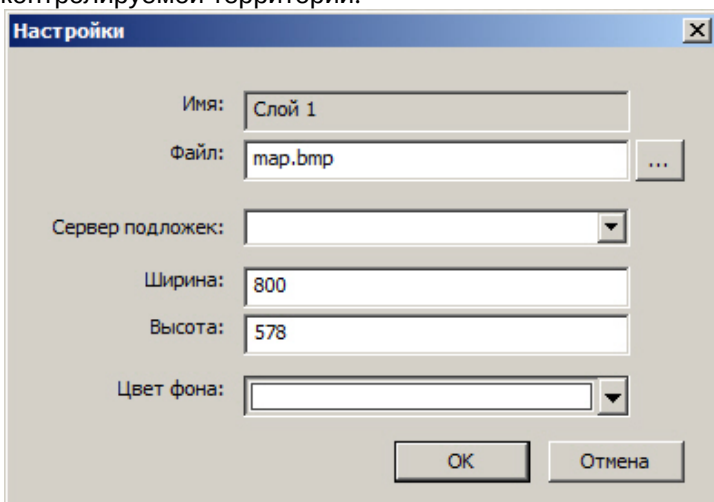 контролируемой территории.
Настройки
Имя: Слой 1
Файл: map.bmp ...
Сервер подложек:
Ширина: 800
Высота: 578
Цвет фона:
OK Отмена